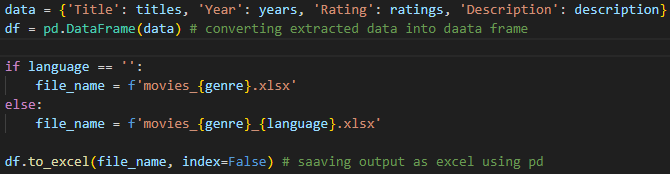 data = {'Title': titles, 'Year': years, 'Rating': ratings, 'Description': description}
df = pd.DataFrame(data) # converting extracted data into daata frame
if language == '':
    file_name = f'movies_{genre}.xlsx'
else:
    file_name = f'movies_{genre}_{language}.xlsx'
df.to_excel(file_name, index=False) # saaving output as excel using pd